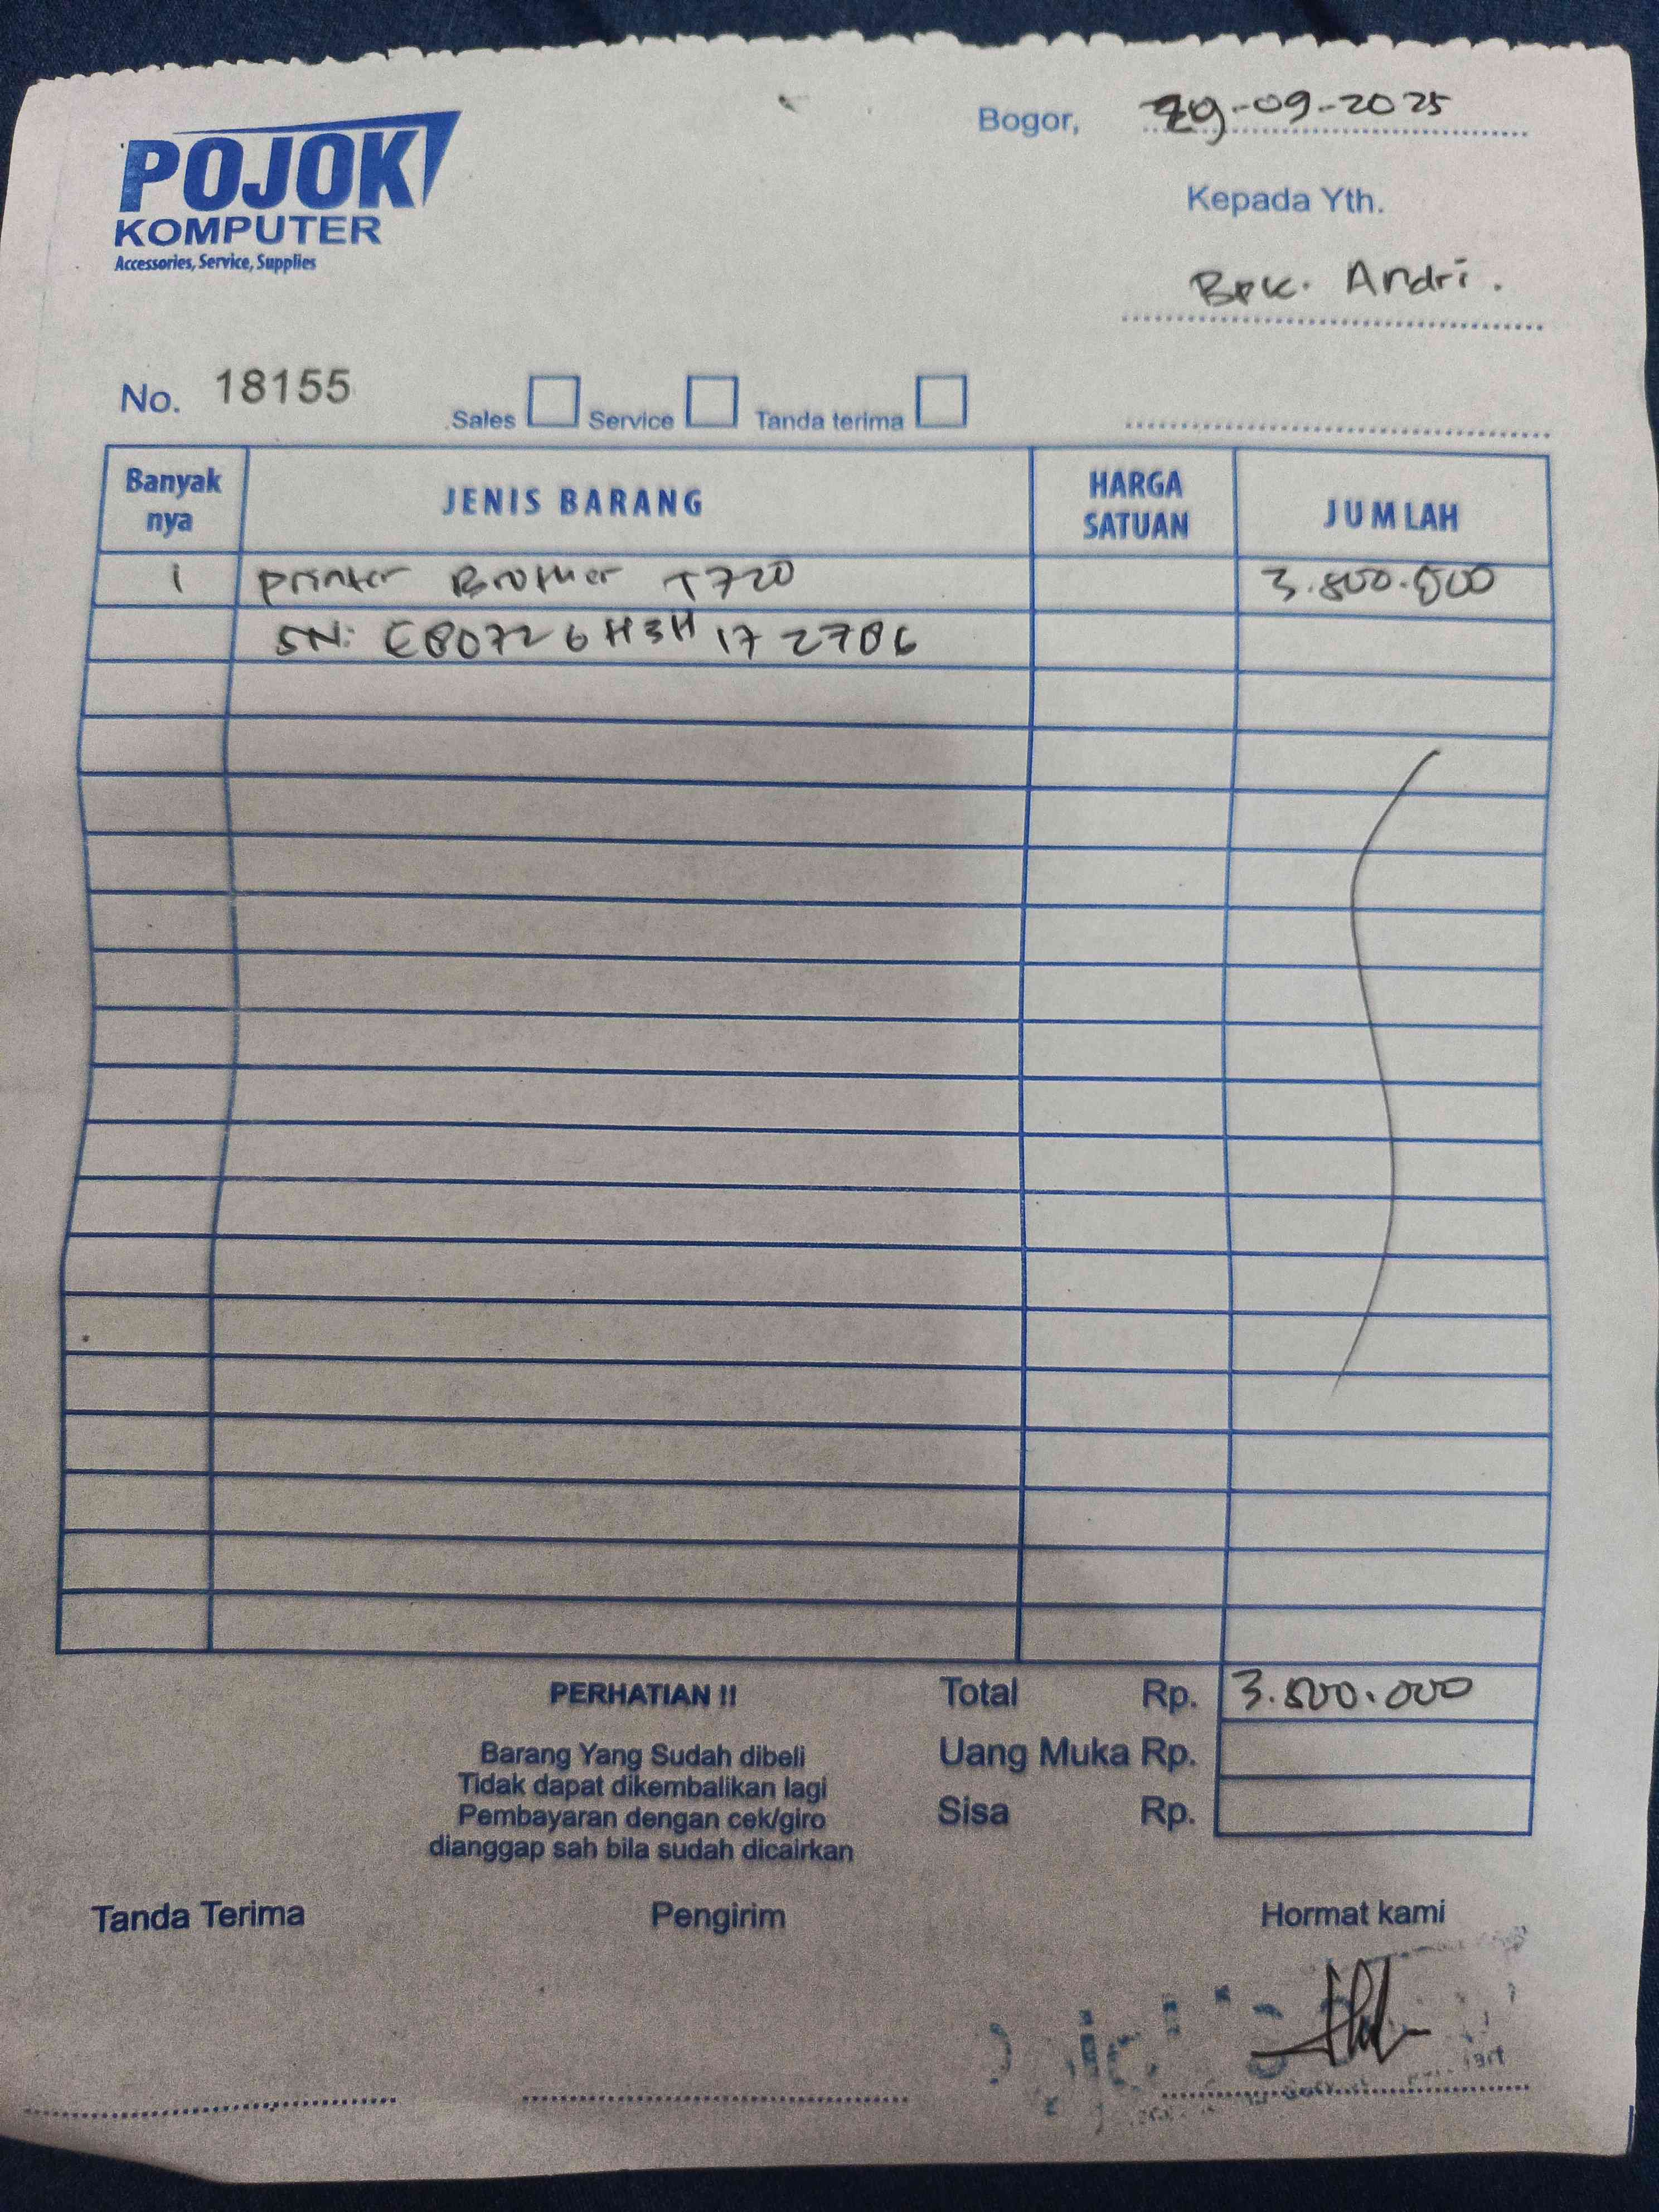 POJOK
KOMPUTER
Accessories, Service, Supplies
Bogor, 29-09-2025
Kepada Yth.
Bpk. Andri.
No. 18155
Sales Service Tanda terima
Banyak nya JENIS BARANG HARGA SATUAN JUMLAH
1 Printer Brother T720 3.800.000
SN: E80726H3H172706
PERHATIAN !!
Barang Yang Sudah dibeli
Tidak dapat dikembalikan lagi
Pembayaran dengan cek/giro
dianggap sah bila sudah dicairkan
Total Rp. 3.800.000
Uang Muka Rp.
Sisa Rp.
Tanda Terima Pengirim Hormat kami